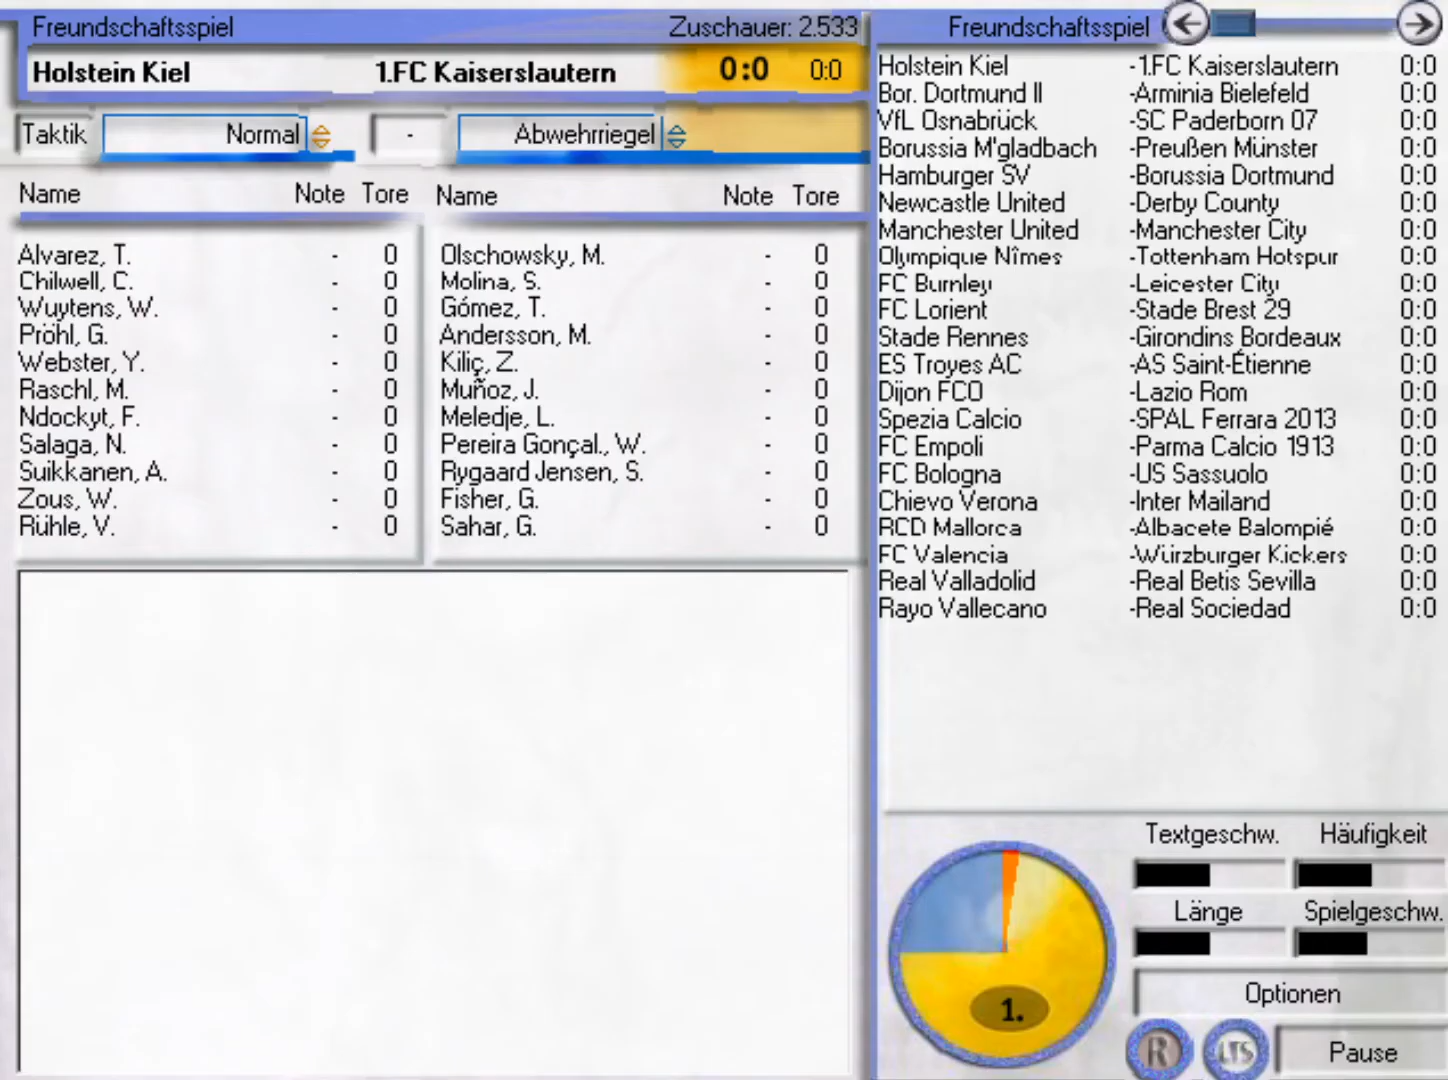 Freundschaftsspiel Zuschauer: 2.533
Holstein Kiel 1.FC Kaiserslautern 0:0 0:0
Taktik Normal - Abwehrriegel
Name Note Tore Name Note Tore
Alvarez, T. - 0 Olschowsky, M. - 0
Chilwell, C. - 0 Molina, S. - 0
Wuytens, W. - 0 Gómez, T. - 0
Pröhl, G. - 0 Andersson, M. - 0
Webster, Y. - 0 Kiliç, Z. - 0
Raschl, M. - 0 Muñoz, J. - 0
Ndockyt, F. - 0 Meledje, L. - 0
Salaga, N. - 0 Pereira Gonçal., W. - 0
Suikkanen, A. - 0 Rygaard Jensen, S. - 0
Zous, W. - 0 Fisher, G. - 0
Rühle, V. - 0 Sahar, G. - 0
Freundschaftsspiel
Holstein Kiel -1.FC Kaiserslautern 0:0
Bor. Dortmund II -Arminia Bielefeld 0:0
VfL Osnabrück -SC Paderborn 07 0:0
Borussia M'gladbach -Preußen Münster 0:0
Hamburger SV -Borussia Dortmund 0:0
Newcastle United -Derby County 0:0
Manchester United -Manchester City 0:0
Olympique Nîmes -Tottenham Hotspur 0:0
FC Burnley -Leicester City 0:0
FC Lorient -Stade Brest 29 0:0
Stade Rennes -Girondins Bordeaux 0:0
ES Troyes AC -AS Saint-Étienne 0:0
Dijon FCO -Lazio Rom 0:0
Spezia Calcio -SPAL Ferrara 2013 0:0
FC Empoli -Parma Calcio 1913 0:0
FC Bologna -US Sassuolo 0:0
Chievo Verona -Inter Mailand 0:0
RCD Mallorca -Albacete Balompié 0:0
FC Valencia -Würzburger Kickers 0:0
Real Valladolid -Real Betis Sevilla 0:0
Rayo Vallecano -Real Sociedad 0:0
Textgeschw. Häufigkeit
Länge Spielgeschw.
Optionen
1.
R LTS Pause